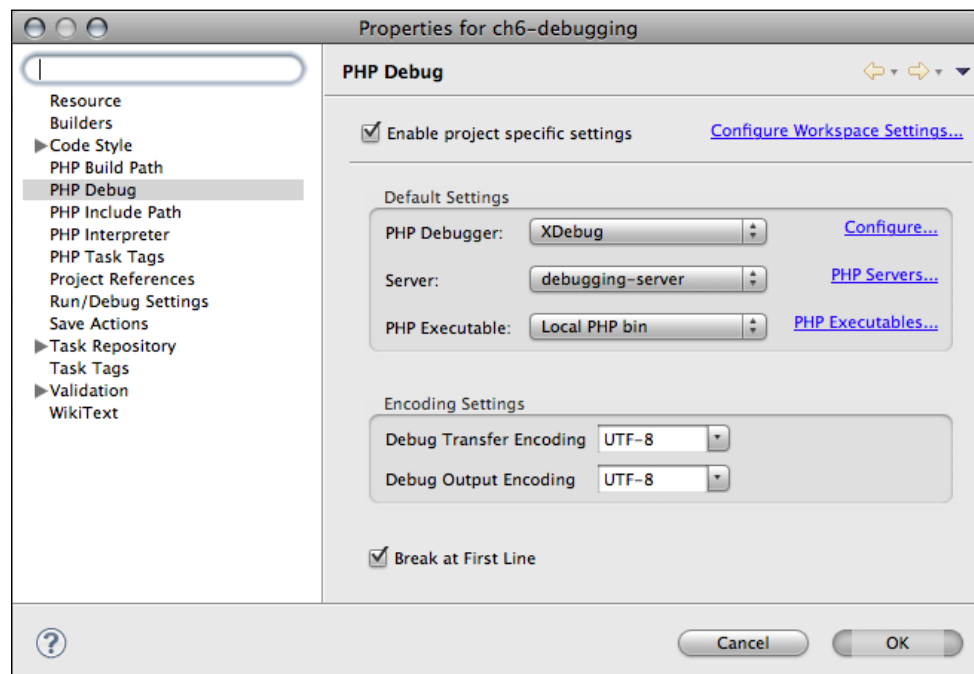 Properties for ch6-debugging
Resource
Builders
Code Style
PHP Build Path
PHP Debug
PHP Include Path
PHP Interpreter
PHP Task Tags
Project References
Run/Debug Settings
Save Actions
Task Repository
Task Tags
Validation
WikiText
PHP Debug
Enable project specific settings Configure Workspace Settings...
Default Settings
PHP Debugger: XDebug Configure...
Server: debugging-server PHP Servers...
PHP Executable: Local PHP bin PHP Executables...
Encoding Settings
Debug Transfer Encoding UTF-8
Debug Output Encoding UTF-8
Break at First Line
? Cancel OK